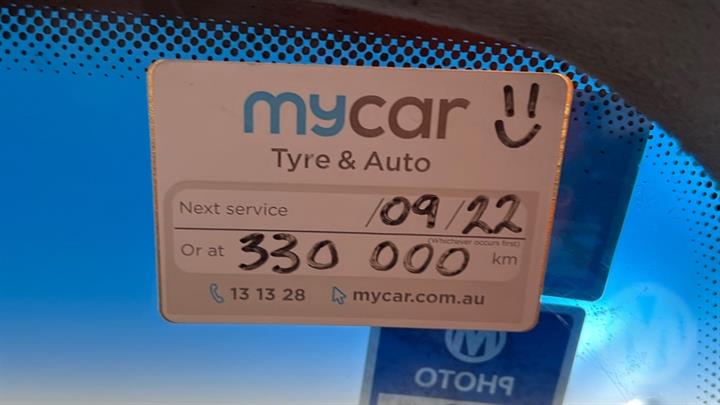 mycar
Tyre & Auto
Next service /09/22
(Whichever occurs first)
Or at 330 000 km
13 13 28 mycar.com.au
M
PHOTO